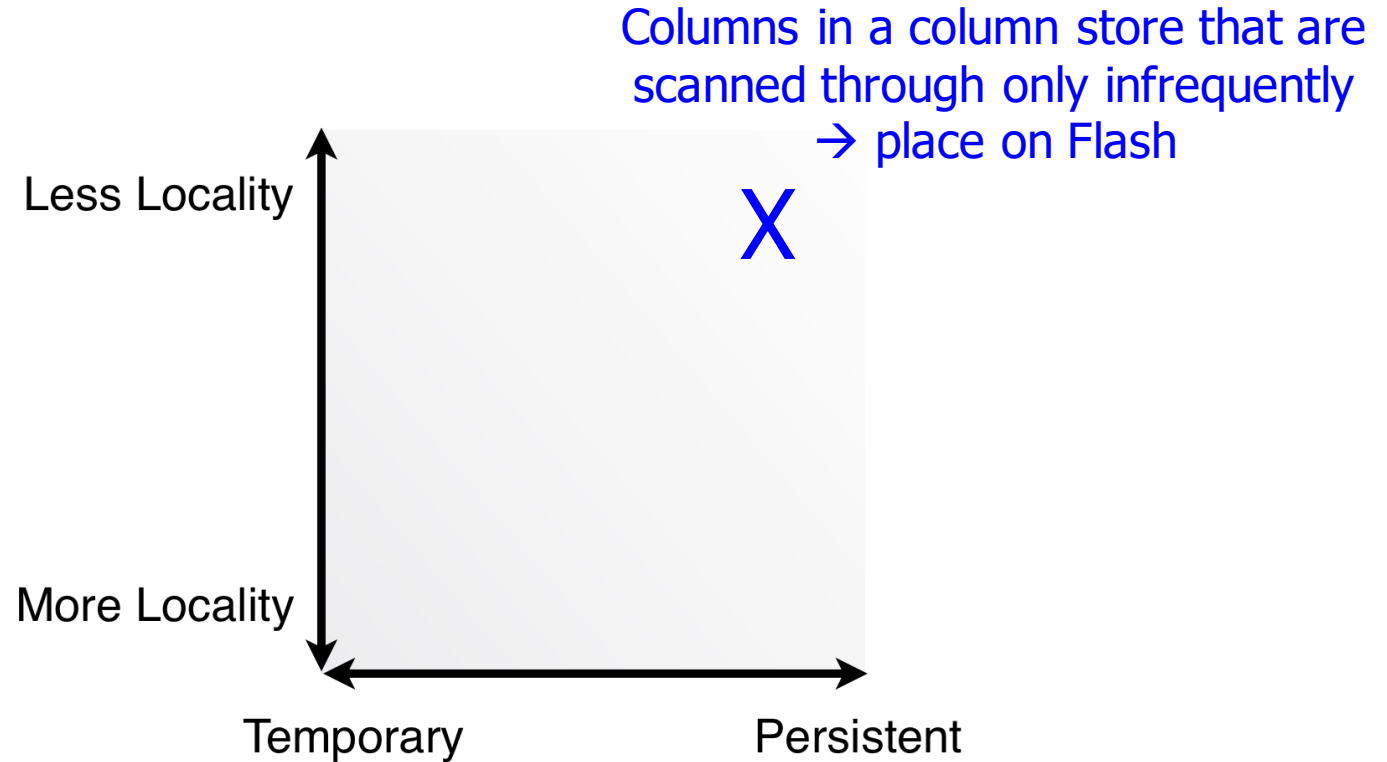 Columns in a column store that are
scanned through only infrequently
→ place on Flash
Less Locality
X
More Locality
Temporary
Persistent